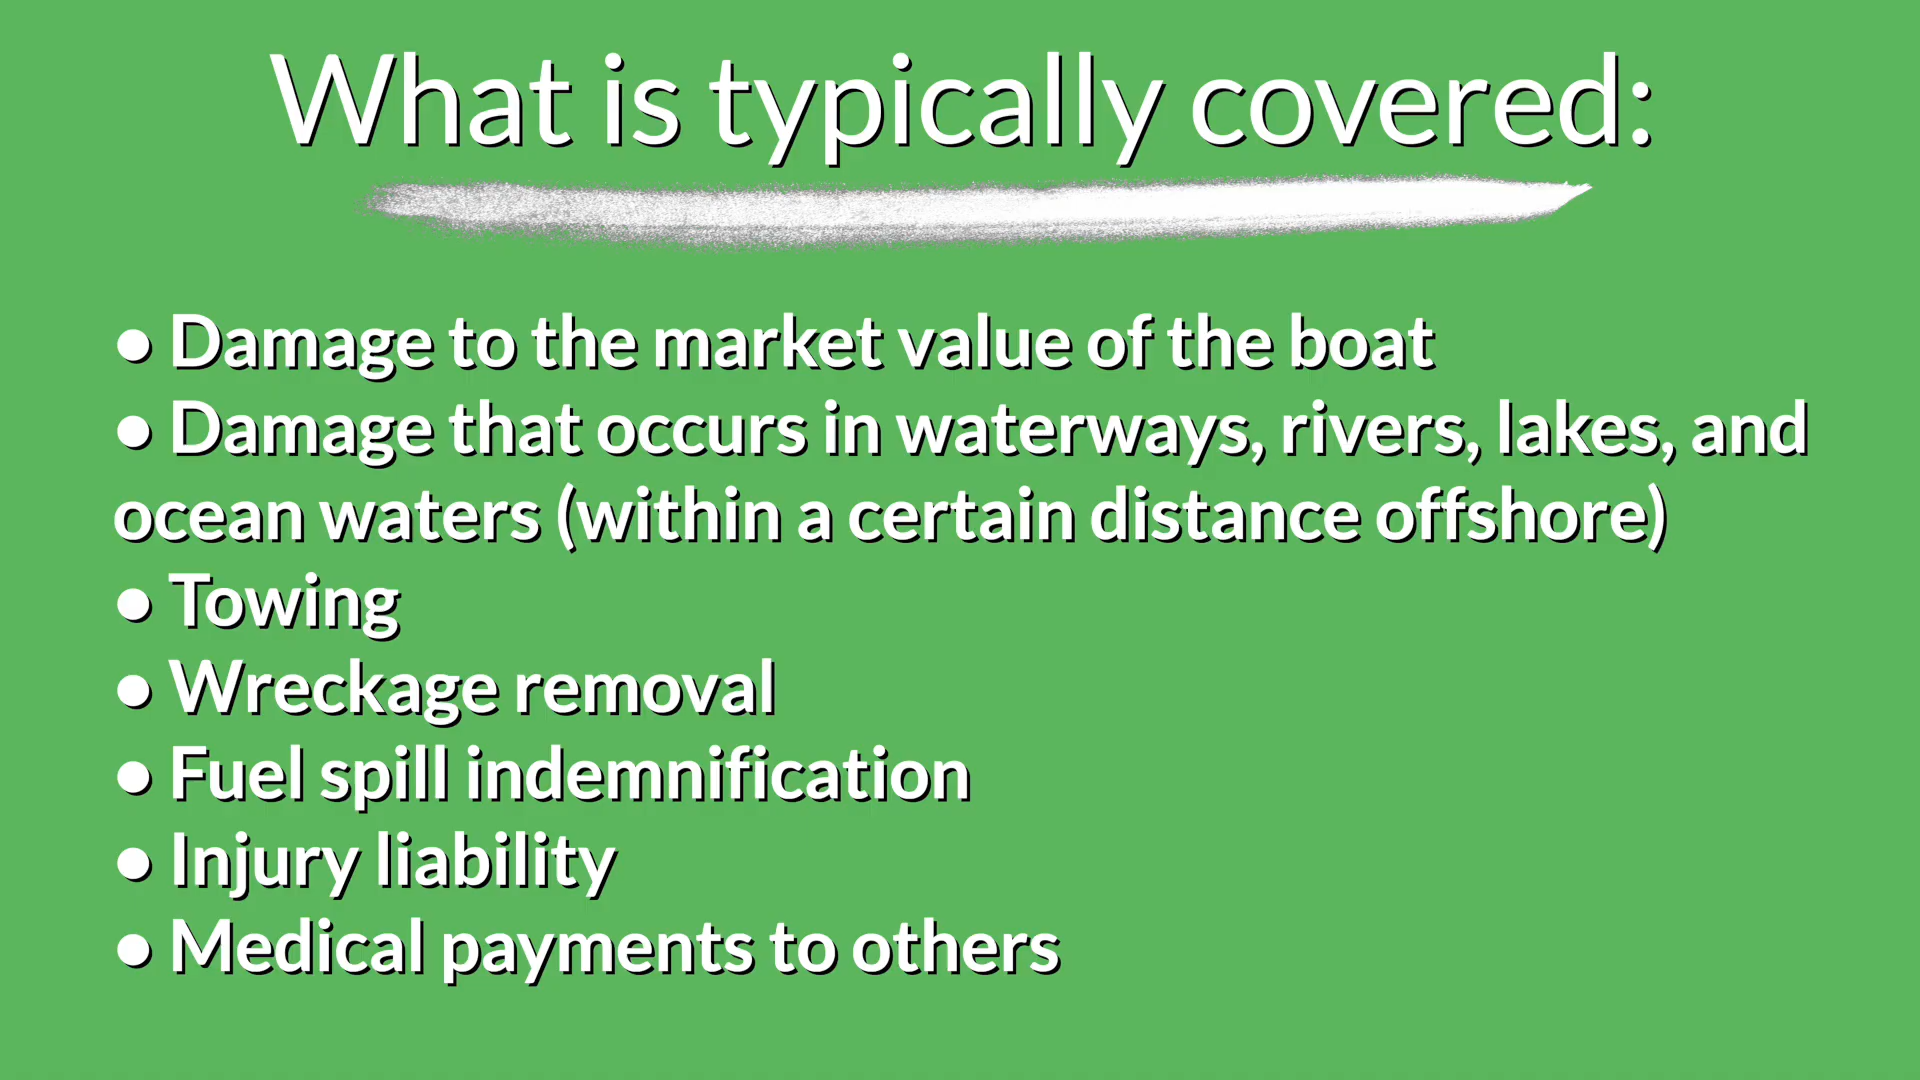 What is typically covered:
• Damage to the market value of the boat
• Damage that occurs in waterways, rivers, lakes, and
ocean waters (within a certain distance offshore)
• Towing
• Wreckage removal
• Fuel spill indemnification
• Injury liability
• Medical payments to others